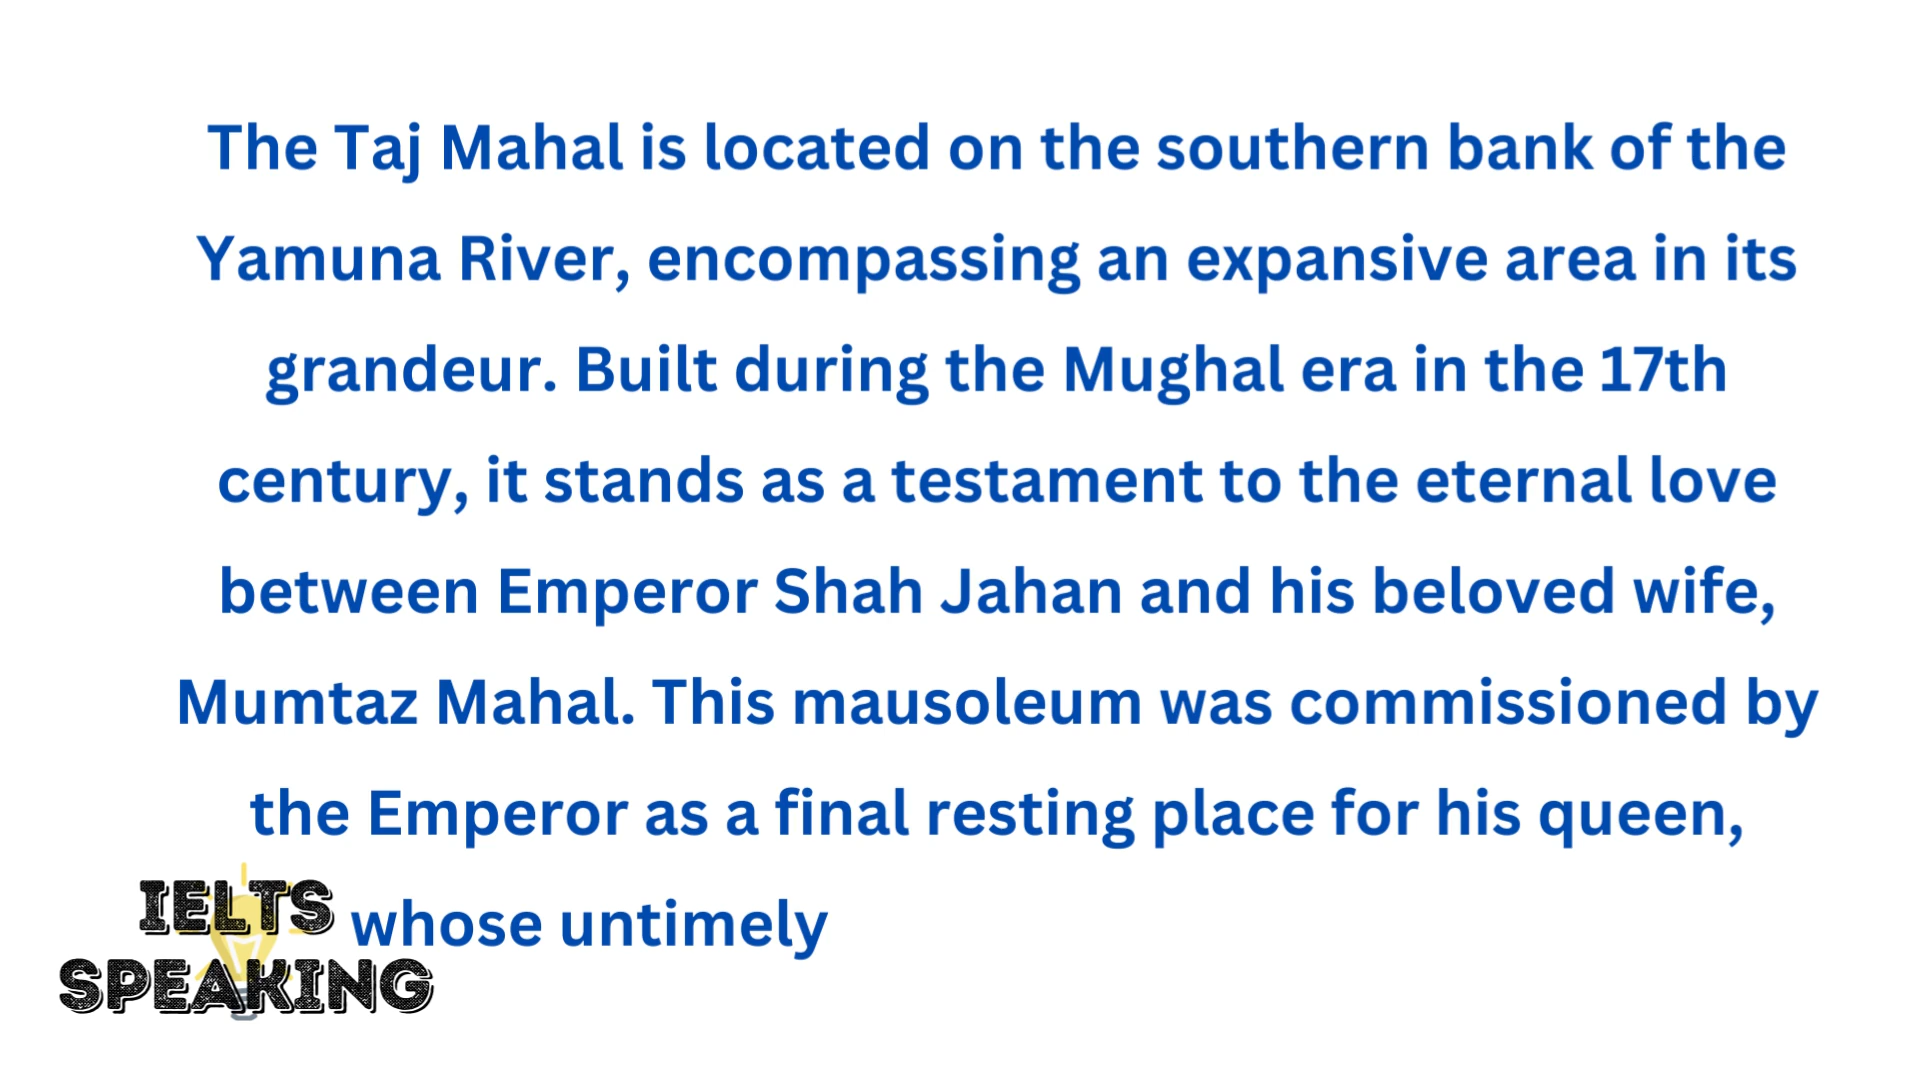 The Taj Mahal is located on the southern bank of the
Yamuna River, encompassing an expansive area in its
grandeur. Built during the Mughal era in the 17th
century, it stands as a testament to the eternal love
between Emperor Shah Jahan and his beloved wife,
Mumtaz Mahal. This mausoleum was commissioned by
the Emperor as a final resting place for his queen,
whose untimely
IELTS
SPEAKING